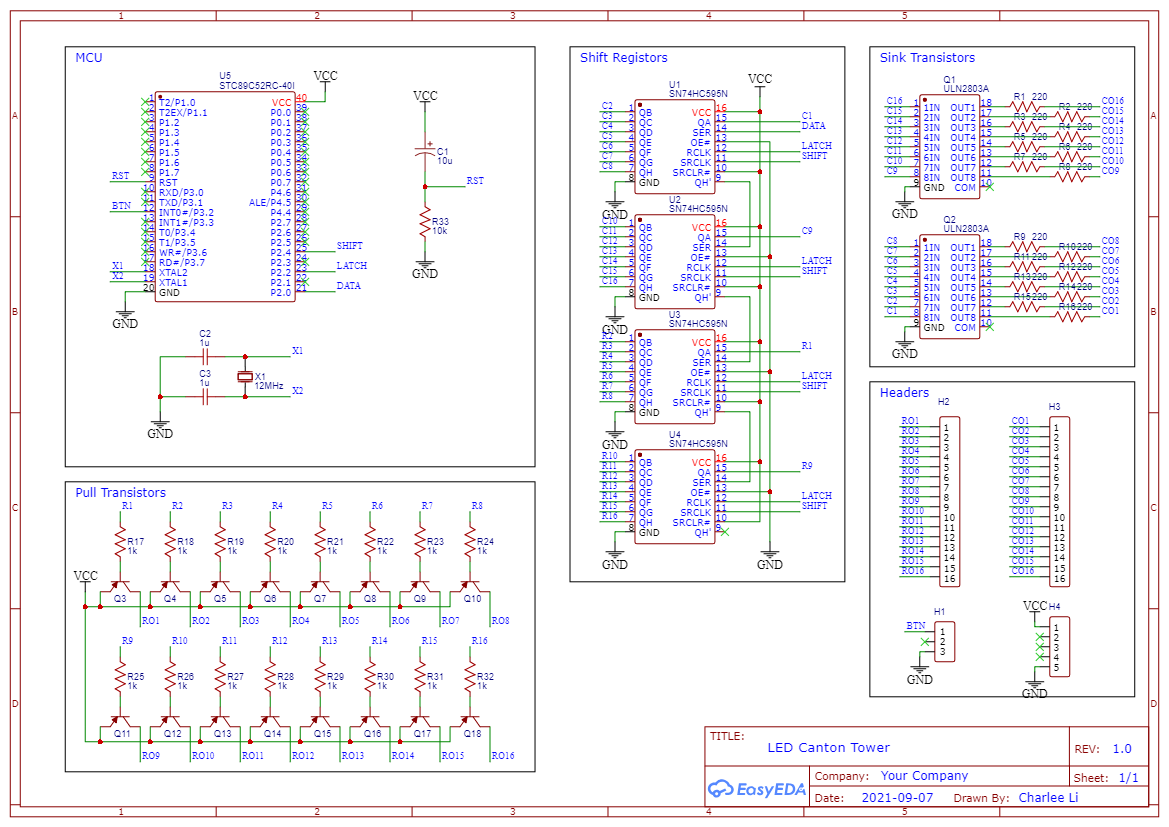 1 2 3 4 5
A
B
C
D
MCU
U5
STC89C52RC-40I
1 T2/P1.0
2 T2EX/P1.1
3 P1.2
4 P1.3
5 P1.4
6 P1.5
7 P1.6
8 P1.7
RST 9 RST
10 RXD/P3.0
11 TXD/P3.1
BTN 12 INT0#/P3.2
13 INT1#/P3.3
14 T0/P3.4
15 T1/P3.5
16 WR#/P3.6
17 RD#/P3.7
X1 18 XTAL2
X2 19 XTAL1
20 GND
GND
VCC
VCC 40
P0.0 39
P0.1 38
P0.2 37
P0.3 36
P0.4 35
P0.5 34
P0.6 33
P0.7 32
P4.6 31
ALE/P4.5 30
P4.4 29
P2.7 28
P2.6 27
P2.5 26
P2.4 25 SHIFT
P2.3 24
P2.2 23 LATCH
P2.1 22
P2.0 21 DATA
VCC
C1
10u
RST
R33
10k
GND
C2
1u
X1
C3
1u
X1
12MHz
X2
GND
Pull Transistors
R1 R2 R3 R4 R5 R6 R7 R8
R17 R18 R19 R20 R21 R22 R23 R24
1k 1k 1k 1k 1k 1k 1k 1k
VCC
Q3 Q4 Q5 Q6 Q7 Q8 Q9 Q10
RO1 RO2 RO3 RO4 RO5 RO6 RO7 RO8
R9 R10 R11 R12 R13 R14 R15 R16
R25 R26 R27 R28 R29 R30 R31 R32
1k 1k 1k 1k 1k 1k 1k 1k
Q11 Q12 Q13 Q14 Q15 Q16 Q17 Q18
RO9 RO10 RO11 RO12 RO13 RO14 RO15 RO16
Shift Registors
VCC
U1
SN74HC595N
C2 1 QB VCC 16
C3 2 QC QA 15 C1
C4 3 QD SER 14 DATA
C5 4 QE OE# 13
C6 5 QF RCLK 12 LATCH
C7 6 QG SRCLK 11 SHIFT
C8 7 QH SRCLR# 10
8 GND QH' 9
GND
U2
SN74HC595N
C10 1 QB VCC 16
C11 2 QC QA 15 C9
C12 3 QD SER 14
C13 4 QE OE# 13
C14 5 QF RCLK 12 LATCH
C15 6 QG SRCLK 11 SHIFT
C16 7 QH SRCLR# 10
8 GND QH' 9
GND
U3
SN74HC595N
R2 1 QB VCC 16
R3 2 QC QA 15 R1
R4 3 QD SER 14
R5 4 QE OE# 13
R6 5 QF RCLK 12 LATCH
R7 6 QG SRCLK 11 SHIFT
R8 7 QH SRCLR# 10
8 GND QH' 9
GND
U4
SN74HC595N
R10 1 QB VCC 16
R11 2 QC QA 15 R9
R12 3 QD SER 14
R13 4 QE OE# 13
R14 5 QF RCLK 12 LATCH
R15 6 QG SRCLK 11 SHIFT
R16 7 QH SRCLR# 10
8 GND QH' 9
GND GND
Sink Transistors
Q1
ULN2803A
C16 1 1IN OUT1 18 R1 220 CO16
C15 2 2IN OUT2 17 R2 220 CO15
C14 3 3IN OUT3 16 R3 220 CO14
C13 4 4IN OUT4 15 R4 220 CO13
C12 5 5IN OUT5 14 R5 220 CO12
C11 6 6IN OUT6 13 R6 220 CO11
C10 7 7IN OUT7 12 R7 220 CO10
C9 8 8IN OUT8 11 R8 220 CO9
9 GND COM 10
GND
Q2
ULN2803A
C8 1 1IN OUT1 18 R9 220 CO8
C7 2 2IN OUT2 17 R10 220 CO7
C6 3 3IN OUT3 16 R11 220 CO6
C5 4 4IN OUT4 15 R12 220 CO5
C4 5 5IN OUT5 14 R13 220 CO4
C3 6 6IN OUT6 13 R14 220 CO3
C2 7 7IN OUT7 12 R15 220 CO2
C1 8 8IN OUT8 11 R16 220 CO1
9 GND COM 10
GND
Headers
H2 H3
RO1 1 CO1 1
RO2 2 CO2 2
RO3 3 CO3 3
RO4 4 CO4 4
RO5 5 CO5 5
RO6 6 CO6 6
RO7 7 CO7 7
RO8 8 CO8 8
RO9 9 CO9 9
RO10 10 CO10 10
RO11 11 CO11 11
RO12 12 CO12 12
RO13 13 CO13 13
RO14 14 CO14 14
RO15 15 CO15 15
RO16 16 CO16 16
H1
BTN 1
2
3
GND
VCC H4
1
2
3
4
5
GND
TITLE:
LED Canton Tower
REV: 1.0
EasyEDA
Company: Your Company
Sheet: 1/1
Date: 2021-09-07 Drawn By: Charlee Li
A
B
C
D
1 2 3 4 5